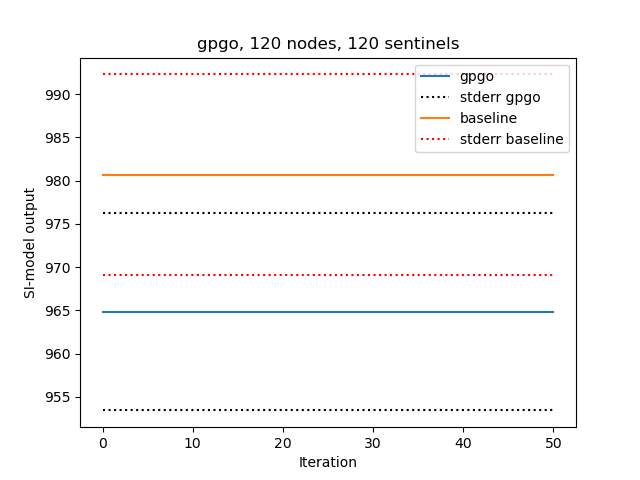 gpgo, 120 nodes, 120 sentinels
gpgo
stderr gpgo
baseline
stderr baseline
990
985
980
975
970
965
960
955
SI-model output
0 10 20 30 40 50
Iteration